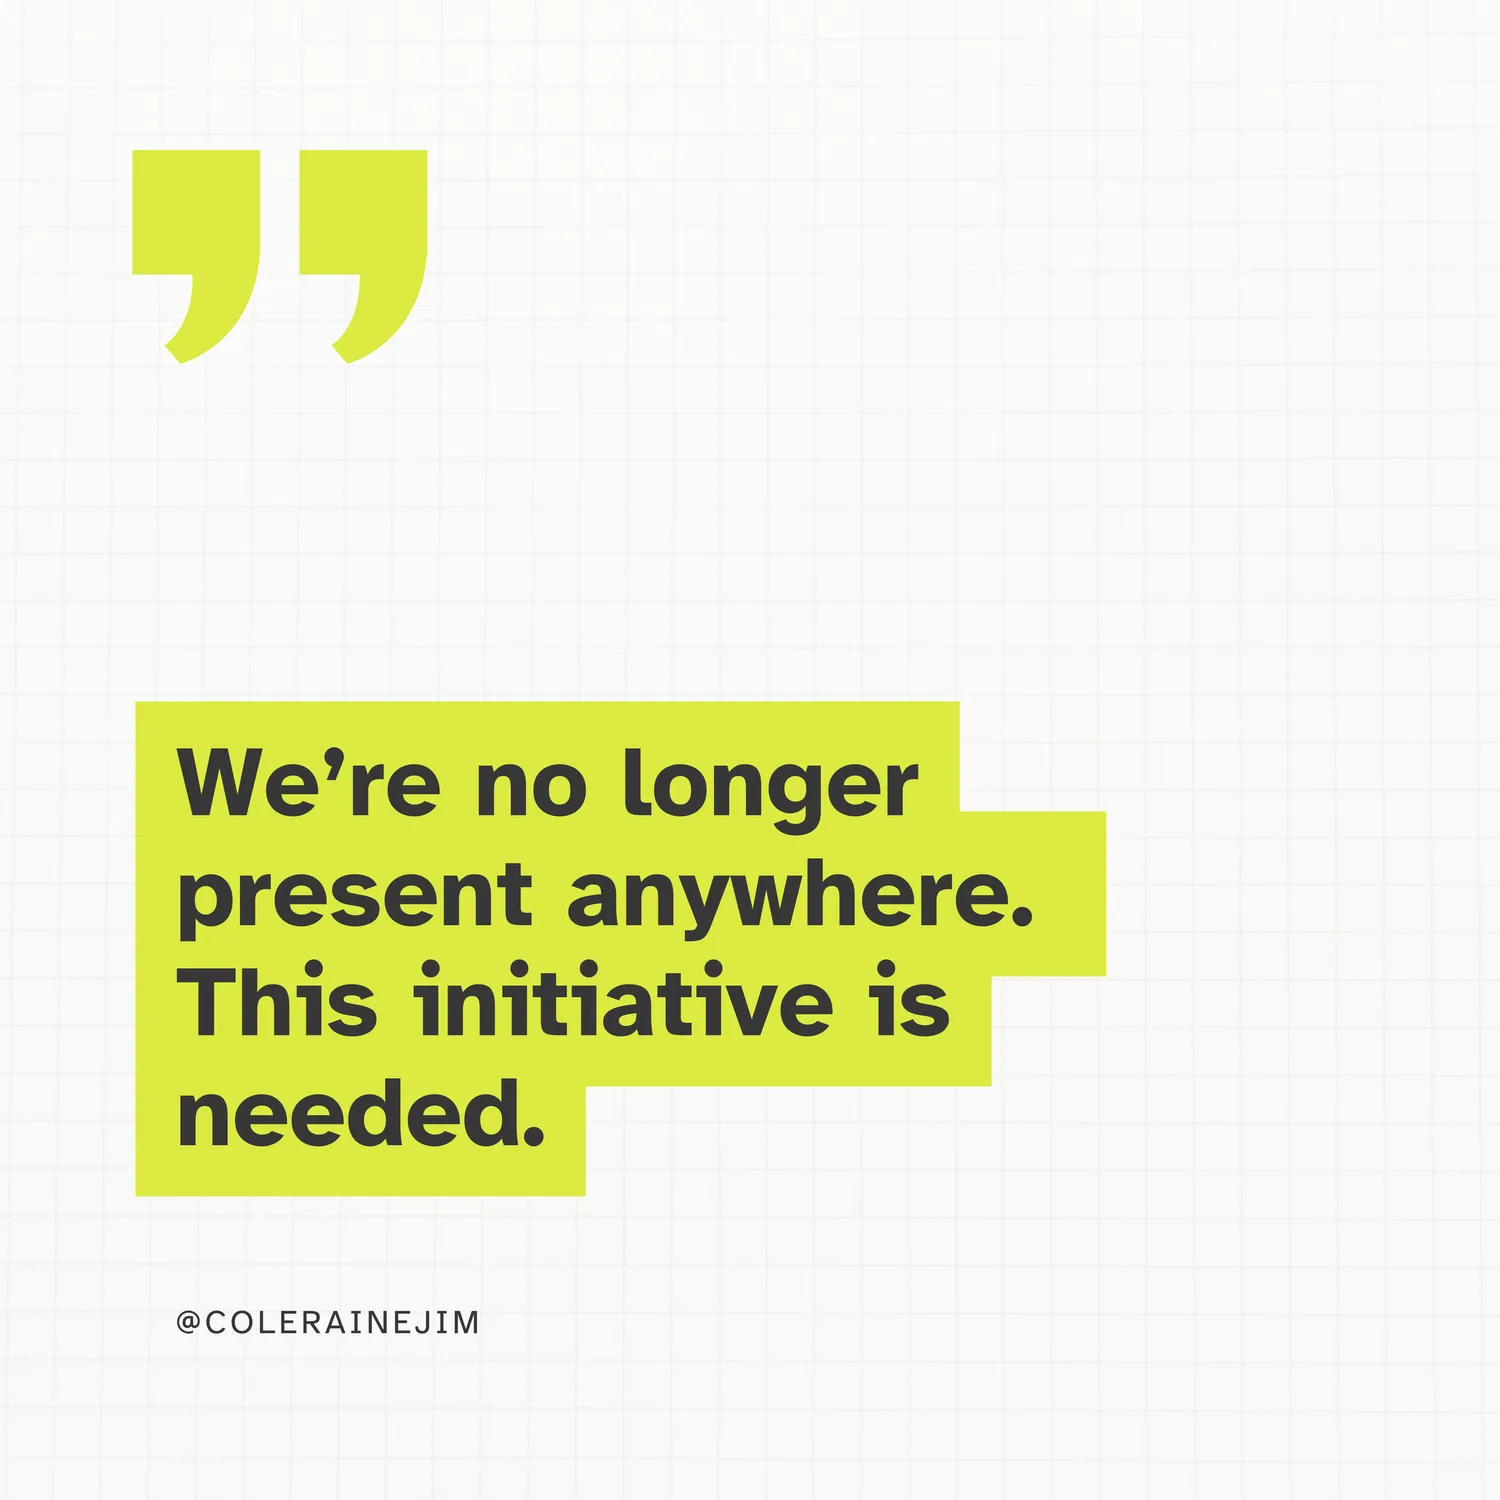 ”
We’re no longer
present anywhere.
This initiative is
needed.
@COLERAINEJIM